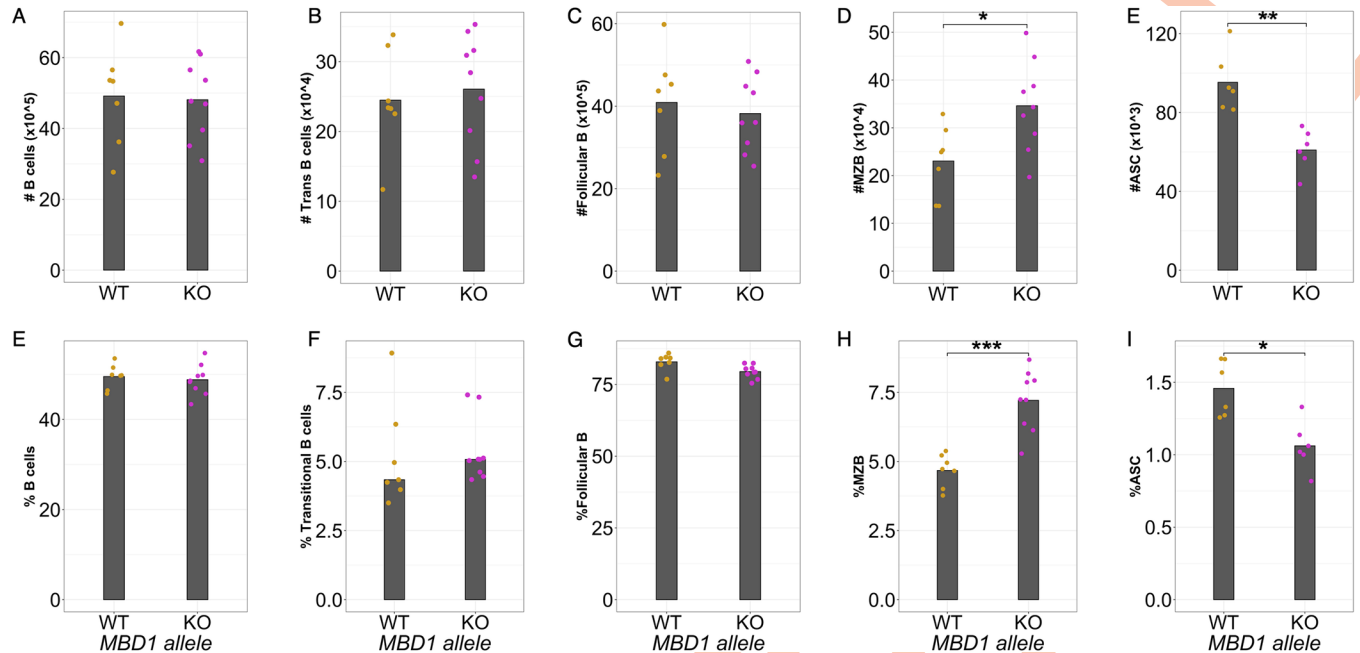 A
# B cells (x10^5)
60
40
20
0
WT KO
B
# Trans B cells (x10^4)
30
20
10
0
WT KO
C
#Follicular B (x10^5)
60
40
20
0
WT KO
D
#MZB (x10^4)
50
40
30
20
10
0
*
WT KO
E
#ASC (x10^3)
120
80
40
0
**
WT KO
E
% B cells
40
20
0
WT KO
MBD1 allele
F
% Transitional B cells
7.5
5.0
2.5
0.0
WT KO
MBD1 allele
G
%Follicular B
75
50
25
0
WT KO
MBD1 allele
H
%MZB
7.5
5.0
2.5
0.0
***
WT KO
MBD1 allele
I
%ASC
1.5
1.0
0.5
0.0
*
WT KO
MBD1 allele